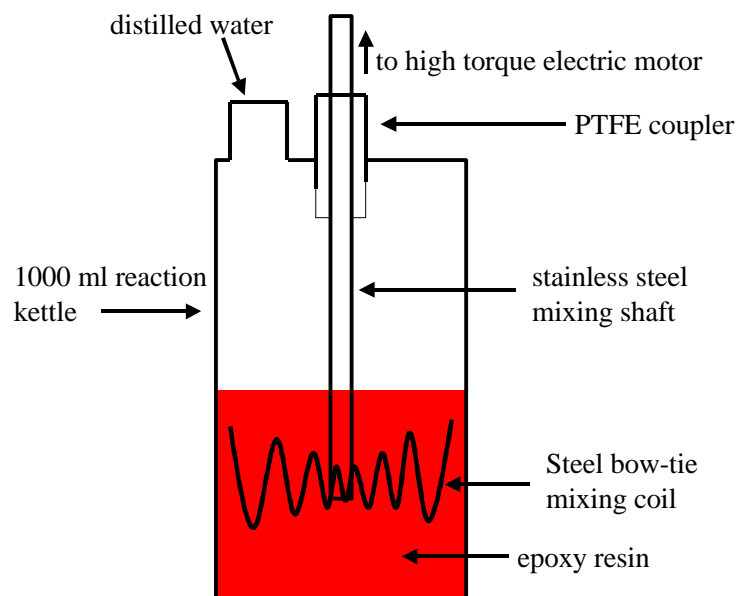 distilled water
to high torque electric motor
PTFE coupler
1000 ml reaction
kettle
stainless steel
mixing shaft
Steel bow-tie
mixing coil
epoxy resin